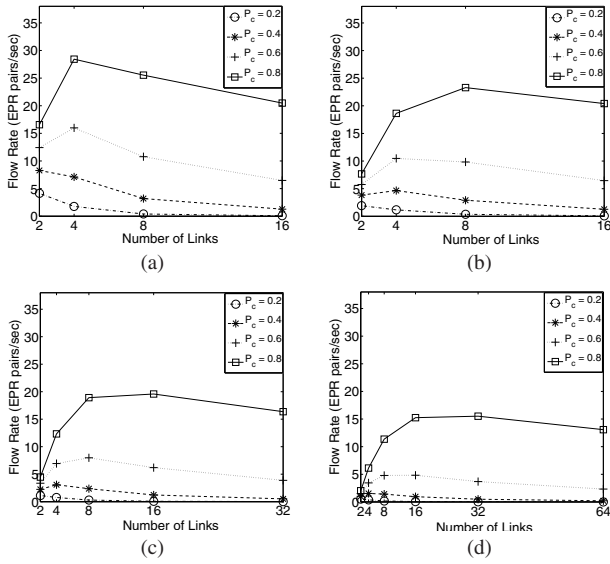 Flow Rate (EPR pairs/sec)
35
30
25
20
15
10
5
0
2 4 8 16
Number of Links
P_c = 0.2
P_c = 0.4
P_c = 0.6
P_c = 0.8
(a)
Flow Rate (EPR pairs/sec)
35
30
25
20
15
10
5
0
2 4 8 16
Number of Links
P_c = 0.2
P_c = 0.4
P_c = 0.6
P_c = 0.8
(b)
Flow Rate (EPR pairs/sec)
35
30
25
20
15
10
5
0
2 4 8 16 32
Number of Links
P_c = 0.2
P_c = 0.4
P_c = 0.6
P_c = 0.8
(c)
Flow Rate (EPR pairs/sec)
35
30
25
20
15
10
5
0
2 4 8 16 32 64
Number of Links
P_c = 0.2
P_c = 0.4
P_c = 0.6
P_c = 0.8
(d)